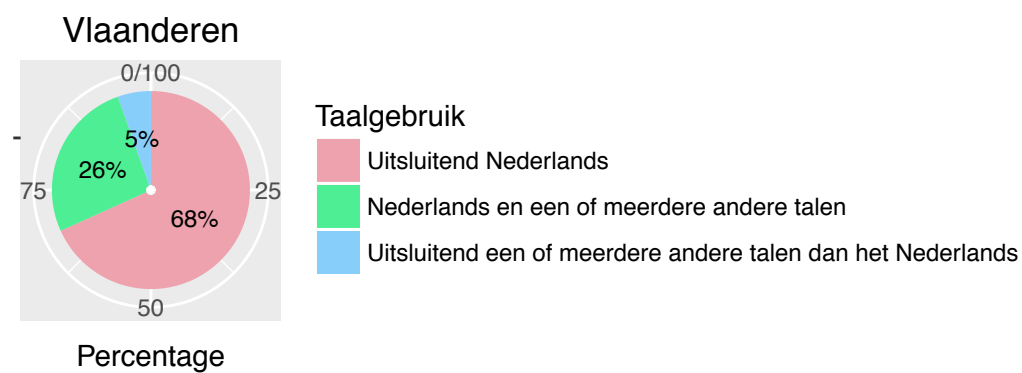 Vlaanderen
0/100
5%
26%
75
25
68%
50
Percentage
Taalgebruik
Uitsluitend Nederlands
Nederlands en een of meerdere andere talen
Uitsluitend een of meerdere andere talen dan het Nederlands